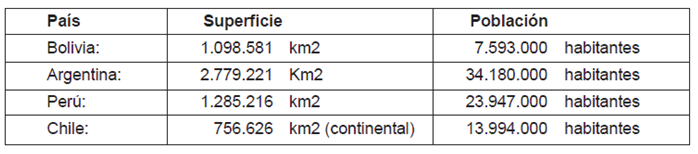 País Superficie Población
Bolivia: 1.098.581 km2 7.593.000 habitantes
Argentina: 2.779.221 Km2 34.180.000 habitantes
Perú: 1.285.216 km2 23.947.000 habitantes
Chile: 756.626 km2 (continental) 13.994.000 habitantes